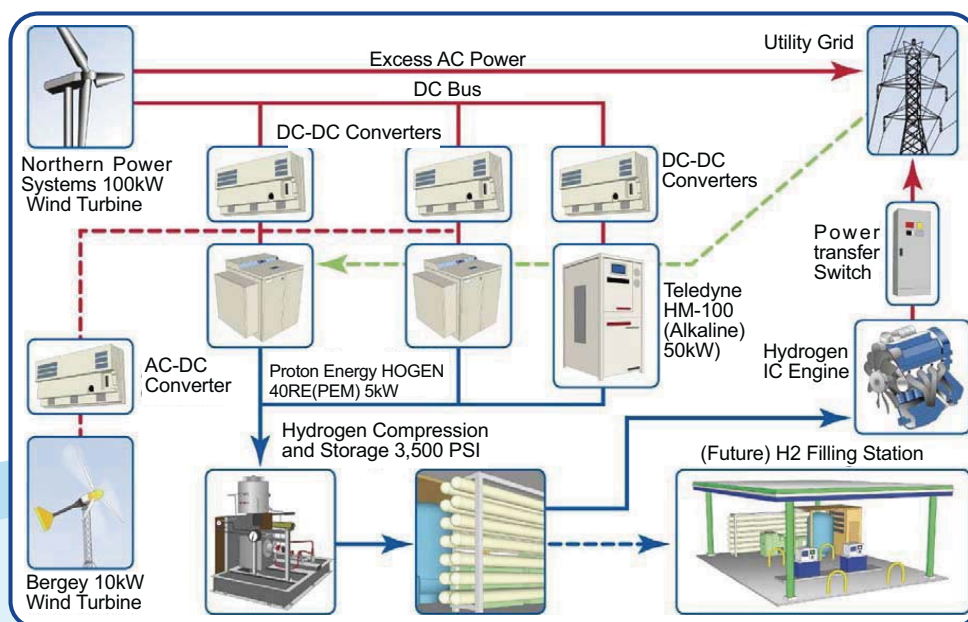 Excess AC Power
Utility Grid
DC Bus
DC-DC Converters
Northern Power
Systems 100kW
Wind Turbine
DC-DC
Converters
Power
transfer
Switch
Teledyne
HM-100
(Alkaline)
50kW)
AC-DC
Converter
Proton Energy HOGEN
40RE(PEM) 5kW
Hydrogen
IC Engine
Hydrogen Compression
and Storage 3,500 PSI
(Future) H2 Filling Station
Bergey 10kW
Wind Turbine